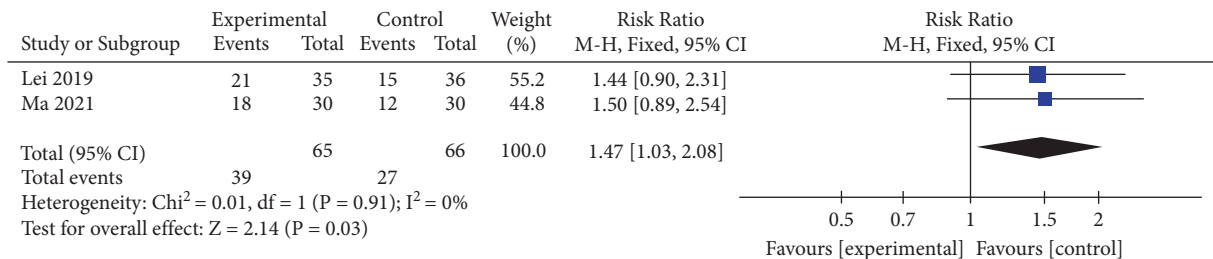 Experimental Control Weight Risk Ratio Risk Ratio
Study or Subgroup Events Total Events Total (%) M-H, Fixed, 95% CI M-H, Fixed, 95% CI
Lei 2019 21 35 15 36 55.2 1.44 [0.90, 2.31]
Ma 2021 18 30 12 30 44.8 1.50 [0.89, 2.54]
Total (95% CI) 65 66 100.0 1.47 [1.03, 2.08]
Total events 39 27
Heterogeneity: Chi² = 0.01, df = 1 (P = 0.91); I² = 0%
Test for overall effect: Z = 2.14 (P = 0.03)
0.5 0.7 1 1.5 2
Favours [experimental] Favours [control]